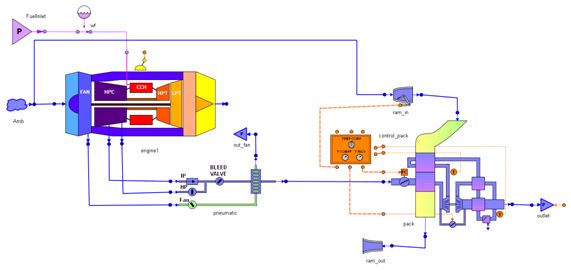 FuelInlet
P
wf
FAN
HPC
CCH
HPT
LPT
Amb
engine1
out_fan
BLEED
VALVE
IP
HP
Fan
pneumatic
ram_in
control_pack
pack
outlet
ram_out